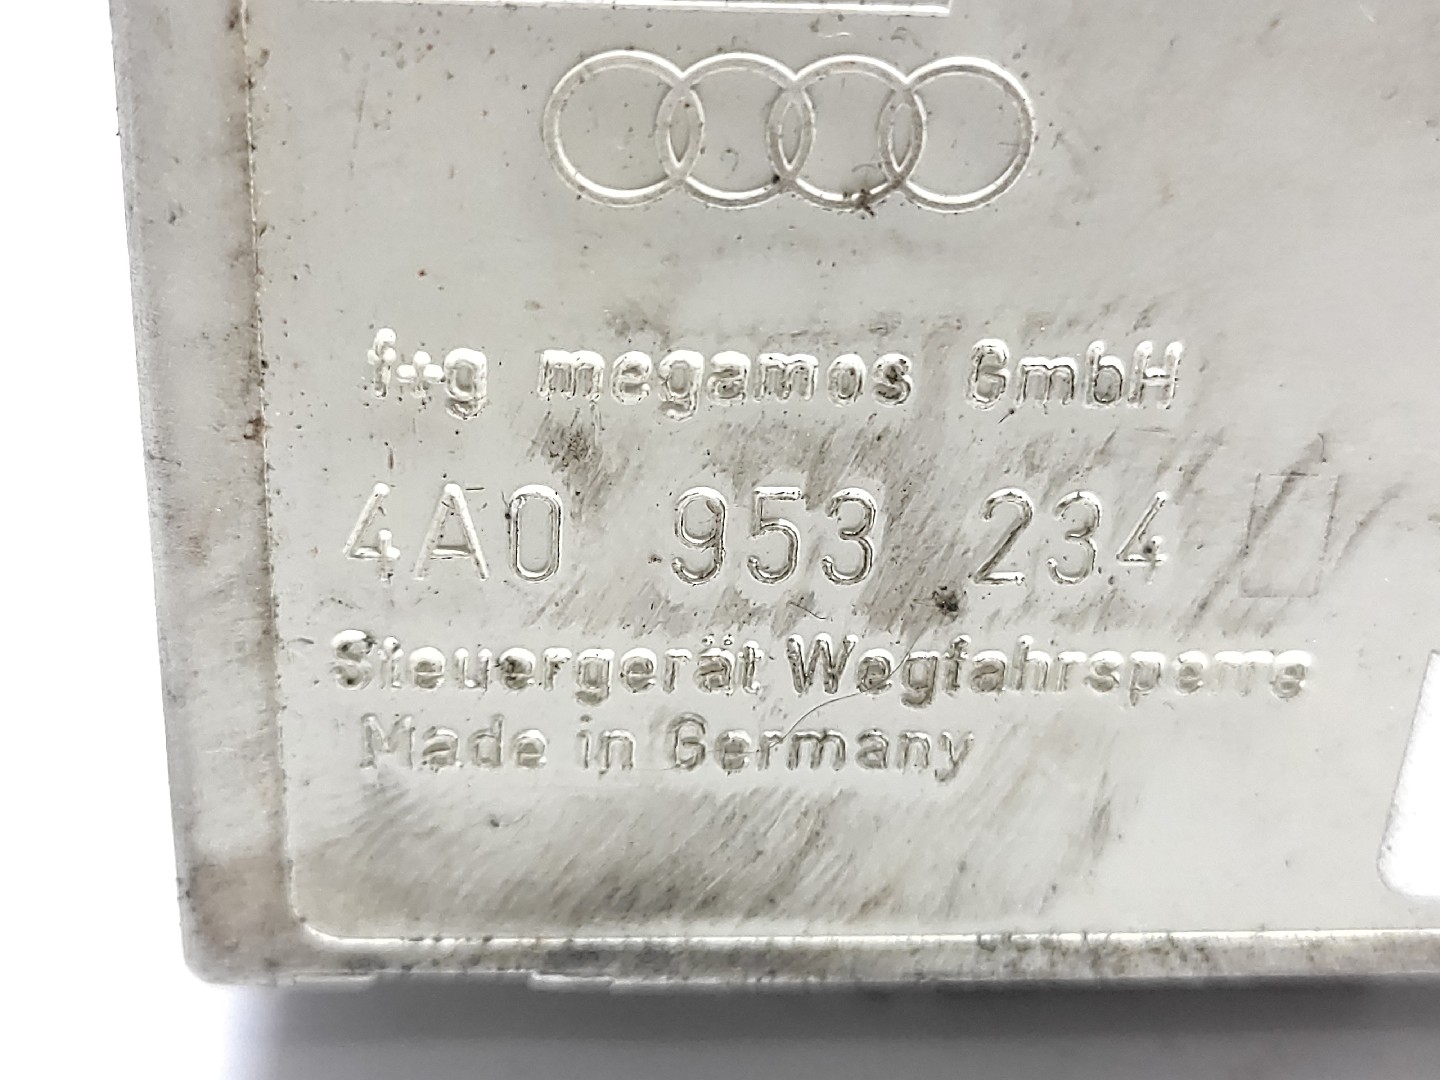 f+g megamos GmbH
4A0 953 234
Steuergerät Wegfahrsperre
Made in Germany